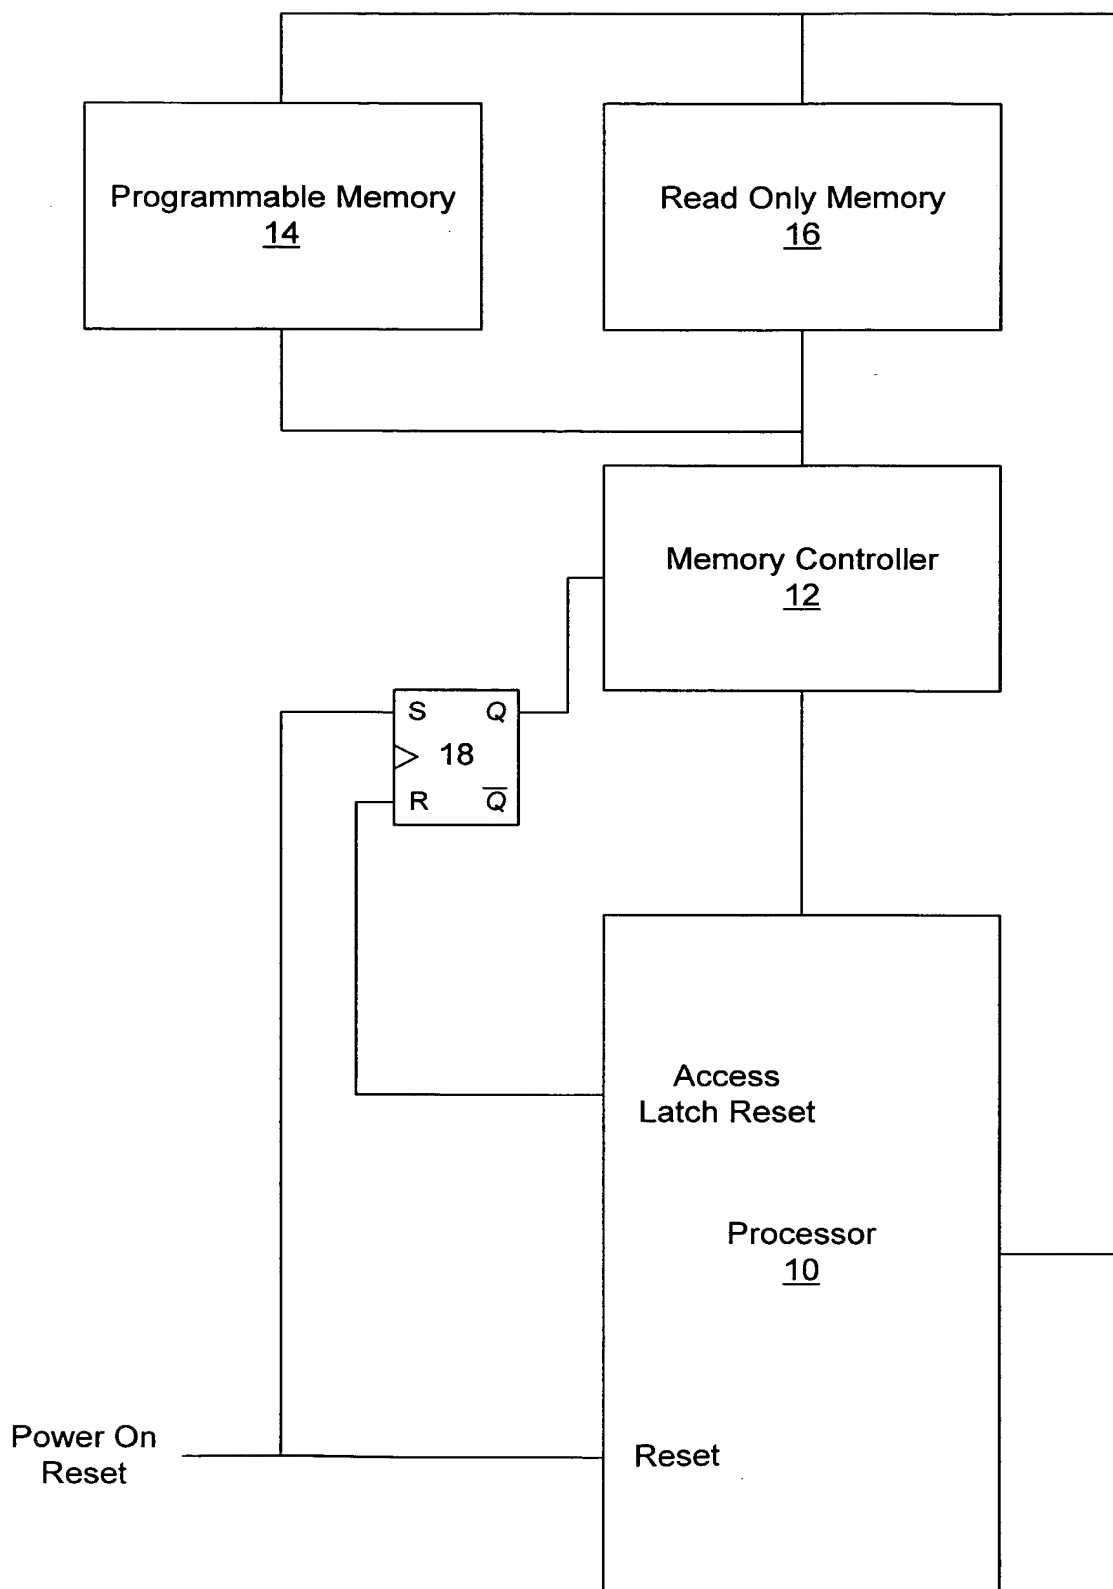 Programmable Memory
14
Read Only Memory
16
Memory Controller
12
S Q
18
R Q̅
Access
Latch Reset
Processor
10
Power On
Reset
Reset